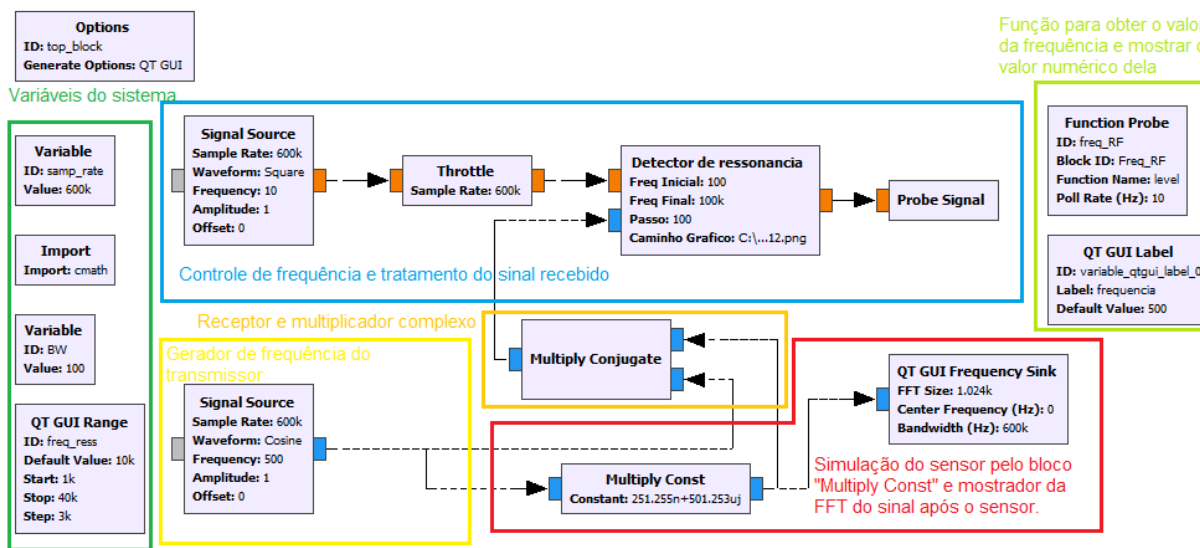 Options
ID: top_block
Generate Options: QT GUI
Variáveis do sistema
Variable
ID: samp_rate
Value: 600k
Import
Import: cmath
Variable
ID: BW
Value: 100
QT GUI Range
ID: freq_ress
Default Value: 10k
Start: 1k
Stop: 40k
Step: 3k
Signal Source
Sample Rate: 600k
Waveform: Square
Frequency: 10
Amplitude: 1
Offset: 0
Throttle
Sample Rate: 600k
Detector de ressonancia
Freq Inicial: 100
Freq Final: 100k
Passo: 100
Caminho Grafico: C:\...12.png
Probe Signal
Controle de frequência e tratamento do sinal recebido
Função para obter o valor
da frequência e mostrar o
valor numérico dela
Function Probe
ID: freq_RF
Block ID: Freq_RF
Function Name: level
Poll Rate (Hz): 10
QT GUI Label
ID: variable_qtgui_label_0
Label: frequencia
Default Value: 500
Receptor e multiplicador complexo
Multiply Conjugate
Gerador de frequência do
transmissor
Signal Source
Sample Rate: 600k
Waveform: Cosine
Frequency: 500
Amplitude: 1
Offset: 0
Multiply Const
Constant: 251.255n+501.253uj
QT GUI Frequency Sink
FFT Size: 1.024k
Center Frequency (Hz): 0
Bandwidth (Hz): 600k
Simulação do sensor pelo bloco
"Multiply Const" e mostrador da
FFT do sinal após o sensor.